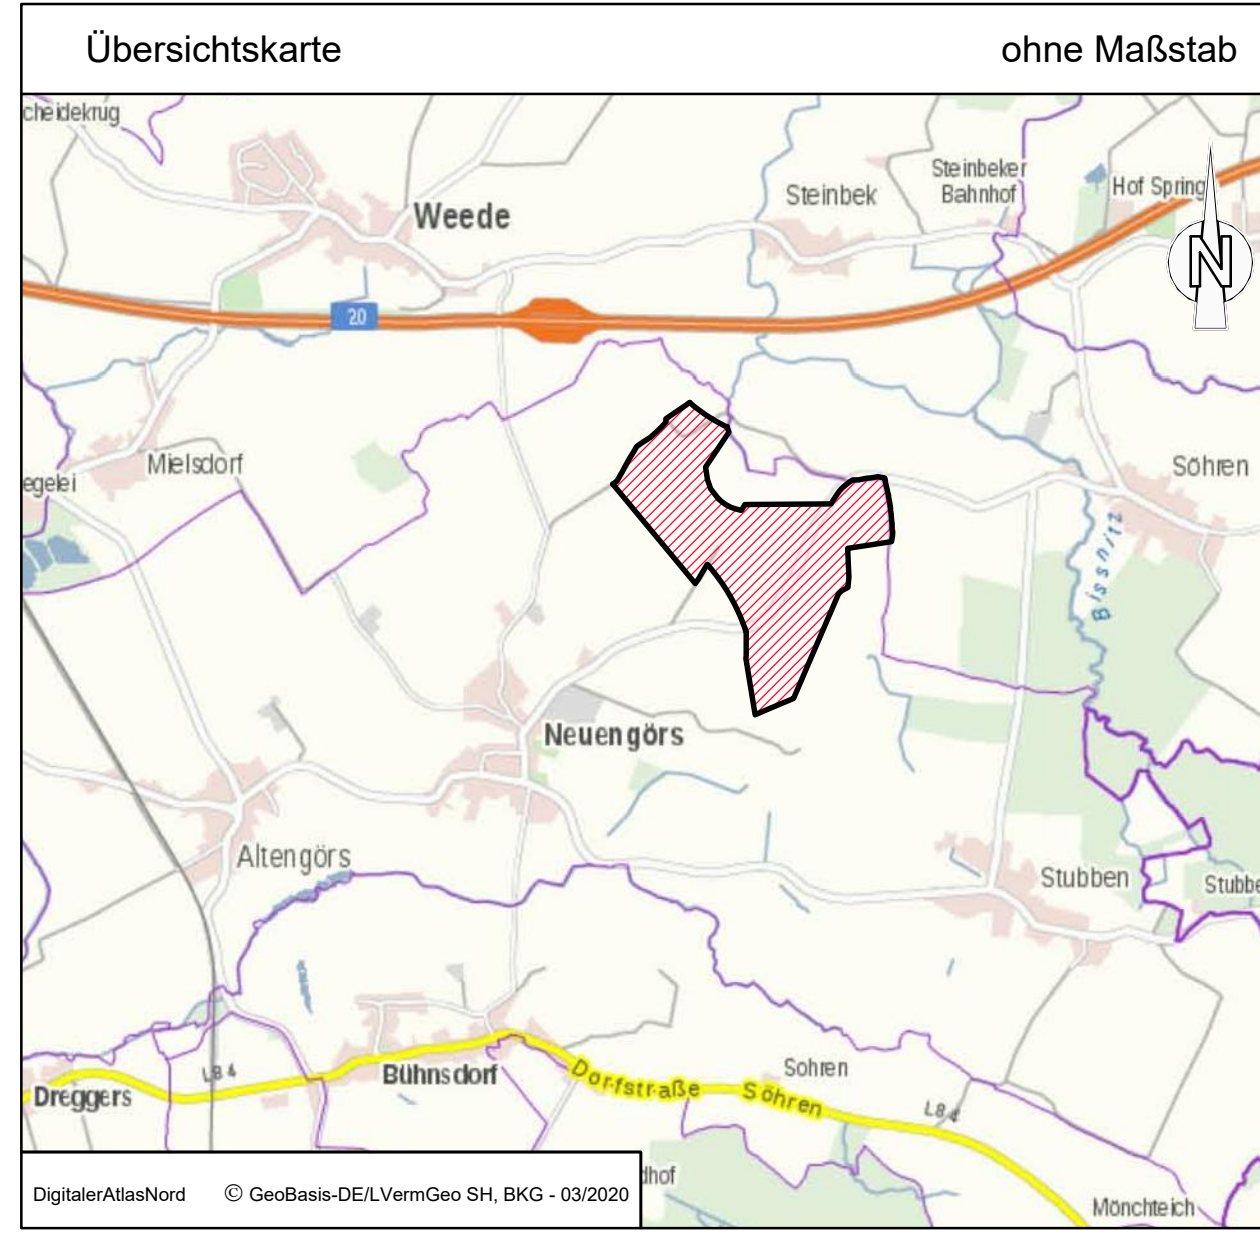 Übersichtskarte
ohne Maßstab
cheidekrug
Steinbeker
Bahnhof
Hof Spring
Steinbek
Weede
N
20
Mielsdorf
Söhren
egelei
Bissnitz
Neuengörs
Altengörs
Stubben
Stubbe
Sohren
L84
Bühnsdorf
Dreggers
Dorfstraße
Söhren
L84
dhof
DigitalerAtlasNord
© GeoBasis-DE/LVermGeo SH, BKG - 03/2020
Mönchteich